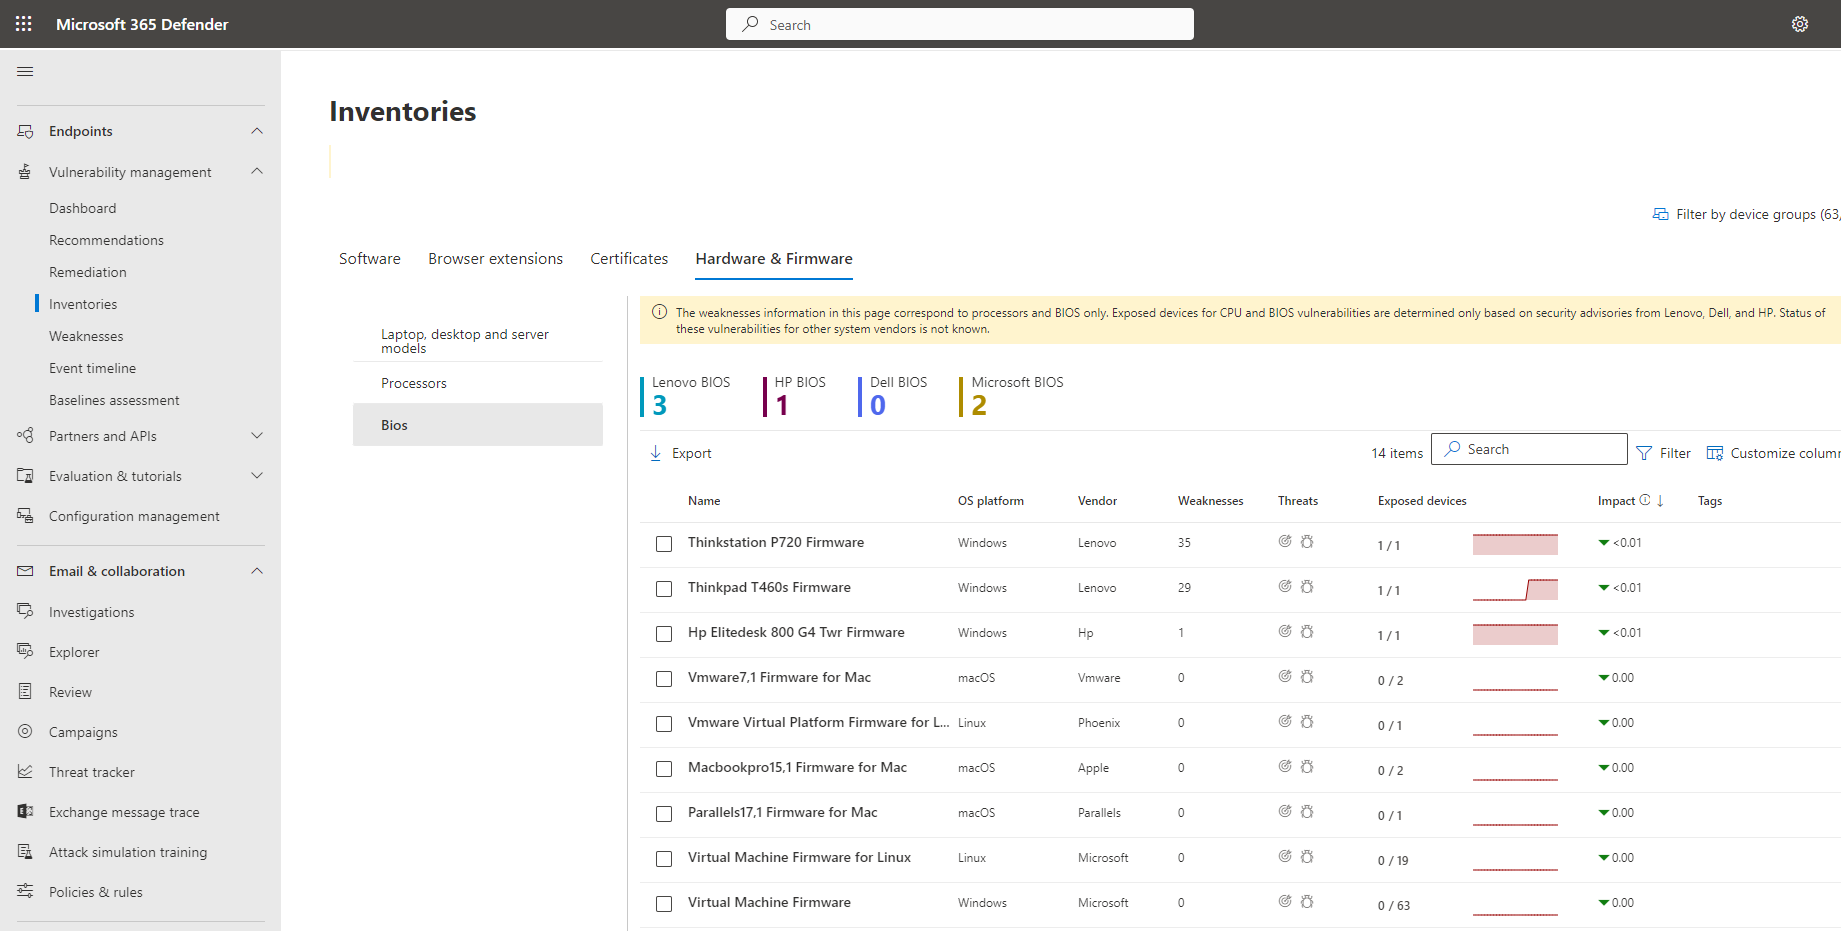 Microsoft 365 Defender
Search
Endpoints
Vulnerability management
Dashboard
Recommendations
Remediation
Inventories
Weaknesses
Event timeline
Baselines assessment
Partners and APIs
Evaluation & tutorials
Configuration management
Email & collaboration
Investigations
Explorer
Review
Campaigns
Threat tracker
Exchange message trace
Attack simulation training
Policies & rules
Inventories
Filter by device groups (63,
Software Browser extensions Certificates Hardware & Firmware
Laptop, desktop and server
models
Processors
Bios
The weaknesses information in this page correspond to processors and BIOS only. Exposed devices for CPU and BIOS vulnerabilities are determined only based on security advisories from Lenovo, Dell, and HP. Status of
these vulnerabilities for other system vendors is not known.
Lenovo BIOS HP BIOS Dell BIOS Microsoft BIOS
3 1 0 2
Export 14 items Search Filter Customize colum
Name OS platform Vendor Weaknesses Threats Exposed devices Impact Tags
Thinkstation P720 Firmware Windows Lenovo 35 1 / 1 <0.01
Thinkpad T460s Firmware Windows Lenovo 29 1 / 1 <0.01
Hp Elitedesk 800 G4 Twr Firmware Windows Hp 1 1 / 1 <0.01
Vmware7,1 Firmware for Mac macOS Vmware 0 0 / 2 0.00
Vmware Virtual Platform Firmware for L... Linux Phoenix 0 0 / 1 0.00
Macbookpro15,1 Firmware for Mac macOS Apple 0 0 / 2 0.00
Parallels17,1 Firmware for Mac macOS Parallels 0 0 / 1 0.00
Virtual Machine Firmware for Linux Linux Microsoft 0 0 / 19 0.00
Virtual Machine Firmware Windows Microsoft 0 0 / 63 0.00